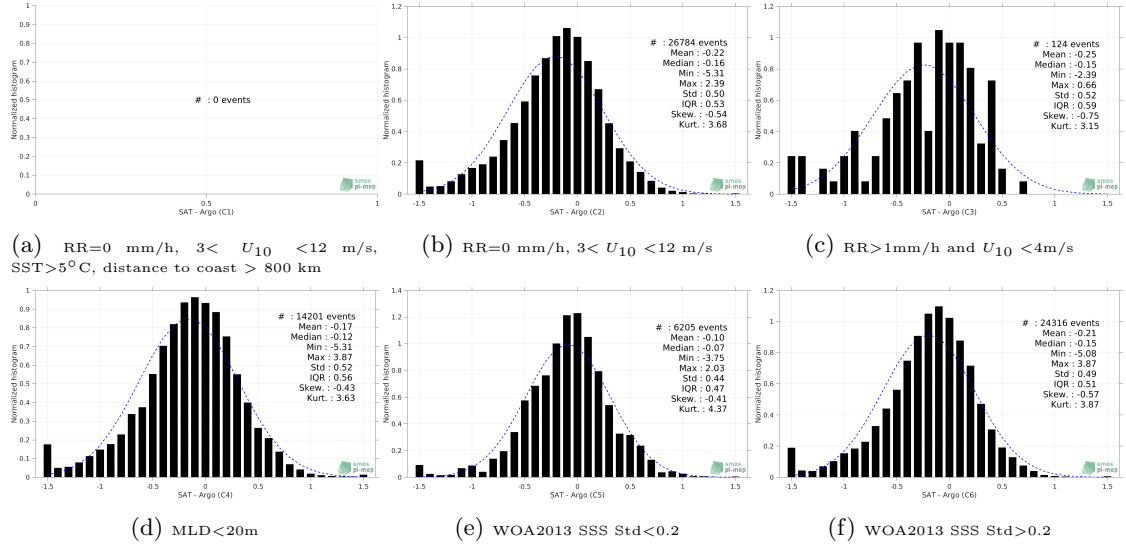 1
0.9
0.8
0.7
0.6
0.5
0.4
0.3
0.2
0.1
0
Normalized histogram
# : 0 events
0 0.5 1
SAT - Argo (C1)
smos
pi-mep
(a) RR=0 mm/h, 3< U10 <12 m/s,
SST>5°C, distance to coast > 800 km
1.2
1
0.8
0.6
0.4
0.2
0
Normalized histogram
# : 26784 events
Mean : -0.22
Median : -0.16
Min : -5.31
Max : 2.39
Std : 0.50
IQR : 0.53
Skew. : -0.54
Kurt. : 3.68
-1.5 -1 -0.5 0 0.5 1 1.5
SAT - Argo (C2)
smos
pi-mep
(b) RR=0 mm/h, 3< U10 <12 m/s
1.2
1
0.8
0.6
0.4
0.2
0
Normalized histogram
# : 124 events
Mean : -0.25
Median : -0.15
Min : -2.39
Max : 0.66
Std : 0.52
IQR : 0.59
Skew. : -0.75
Kurt. : 3.15
-1.5 -1 -0.5 0 0.5 1 1.5
SAT - Argo (C3)
smos
pi-mep
(c) RR>1mm/h and U10 <4m/s
1
0.9
0.8
0.7
0.6
0.5
0.4
0.3
0.2
0.1
0
Normalized histogram
# : 14201 events
Mean : -0.17
Median : -0.12
Min : -5.31
Max : 3.87
Std : 0.52
IQR : 0.56
Skew. : -0.43
Kurt. : 3.63
-1.5 -1 -0.5 0 0.5 1 1.5
SAT - Argo (C4)
smos
pi-mep
(d) MLD<20m
1.4
1.2
1
0.8
0.6
0.4
0.2
0
Normalized histogram
# : 6205 events
Mean : -0.10
Median : -0.07
Min : -3.75
Max : 2.03
Std : 0.44
IQR : 0.47
Skew. : -0.41
Kurt. : 4.37
-1.5 -1 -0.5 0 0.5 1 1.5
SAT - Argo (C5)
smos
pi-mep
(e) WOA2013 SSS Std<0.2
1.2
1
0.8
0.6
0.4
0.2
0
Normalized histogram
# : 24316 events
Mean : -0.21
Median : -0.15
Min : -5.08
Max : 3.87
Std : 0.49
IQR : 0.51
Skew. : -0.57
Kurt. : 3.87
-1.5 -1 -0.5 0 0.5 1 1.5
SAT - Argo (C6)
smos
pi-mep
(f) WOA2013 SSS Std>0.2